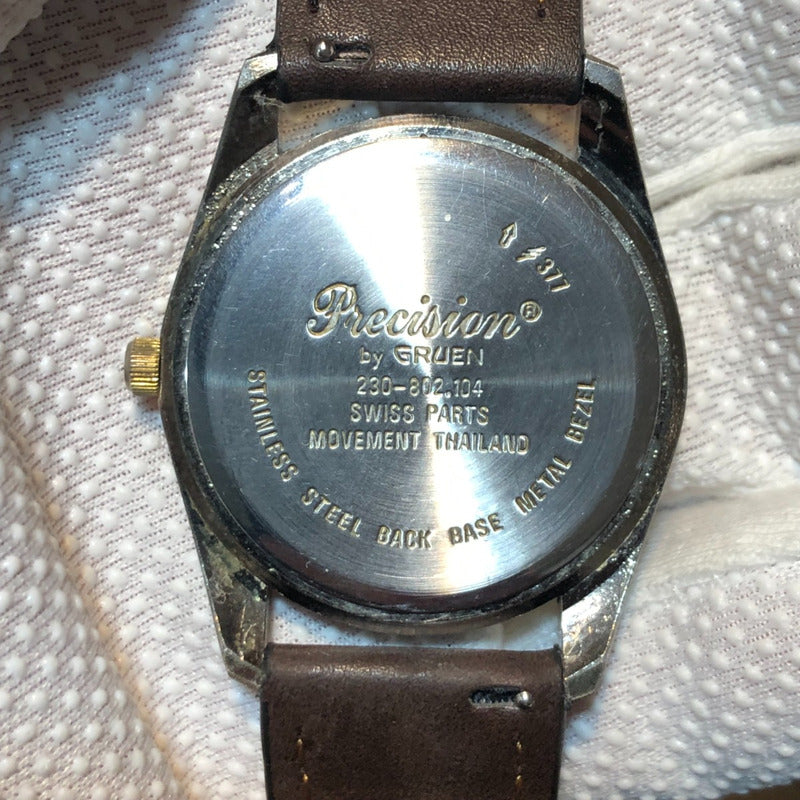 377
Precision®
by GRUEN
230-802.104
SWISS PARTS
MOVEMENT THAILAND
STAINLESS STEEL BACK BASE METAL BEZEL